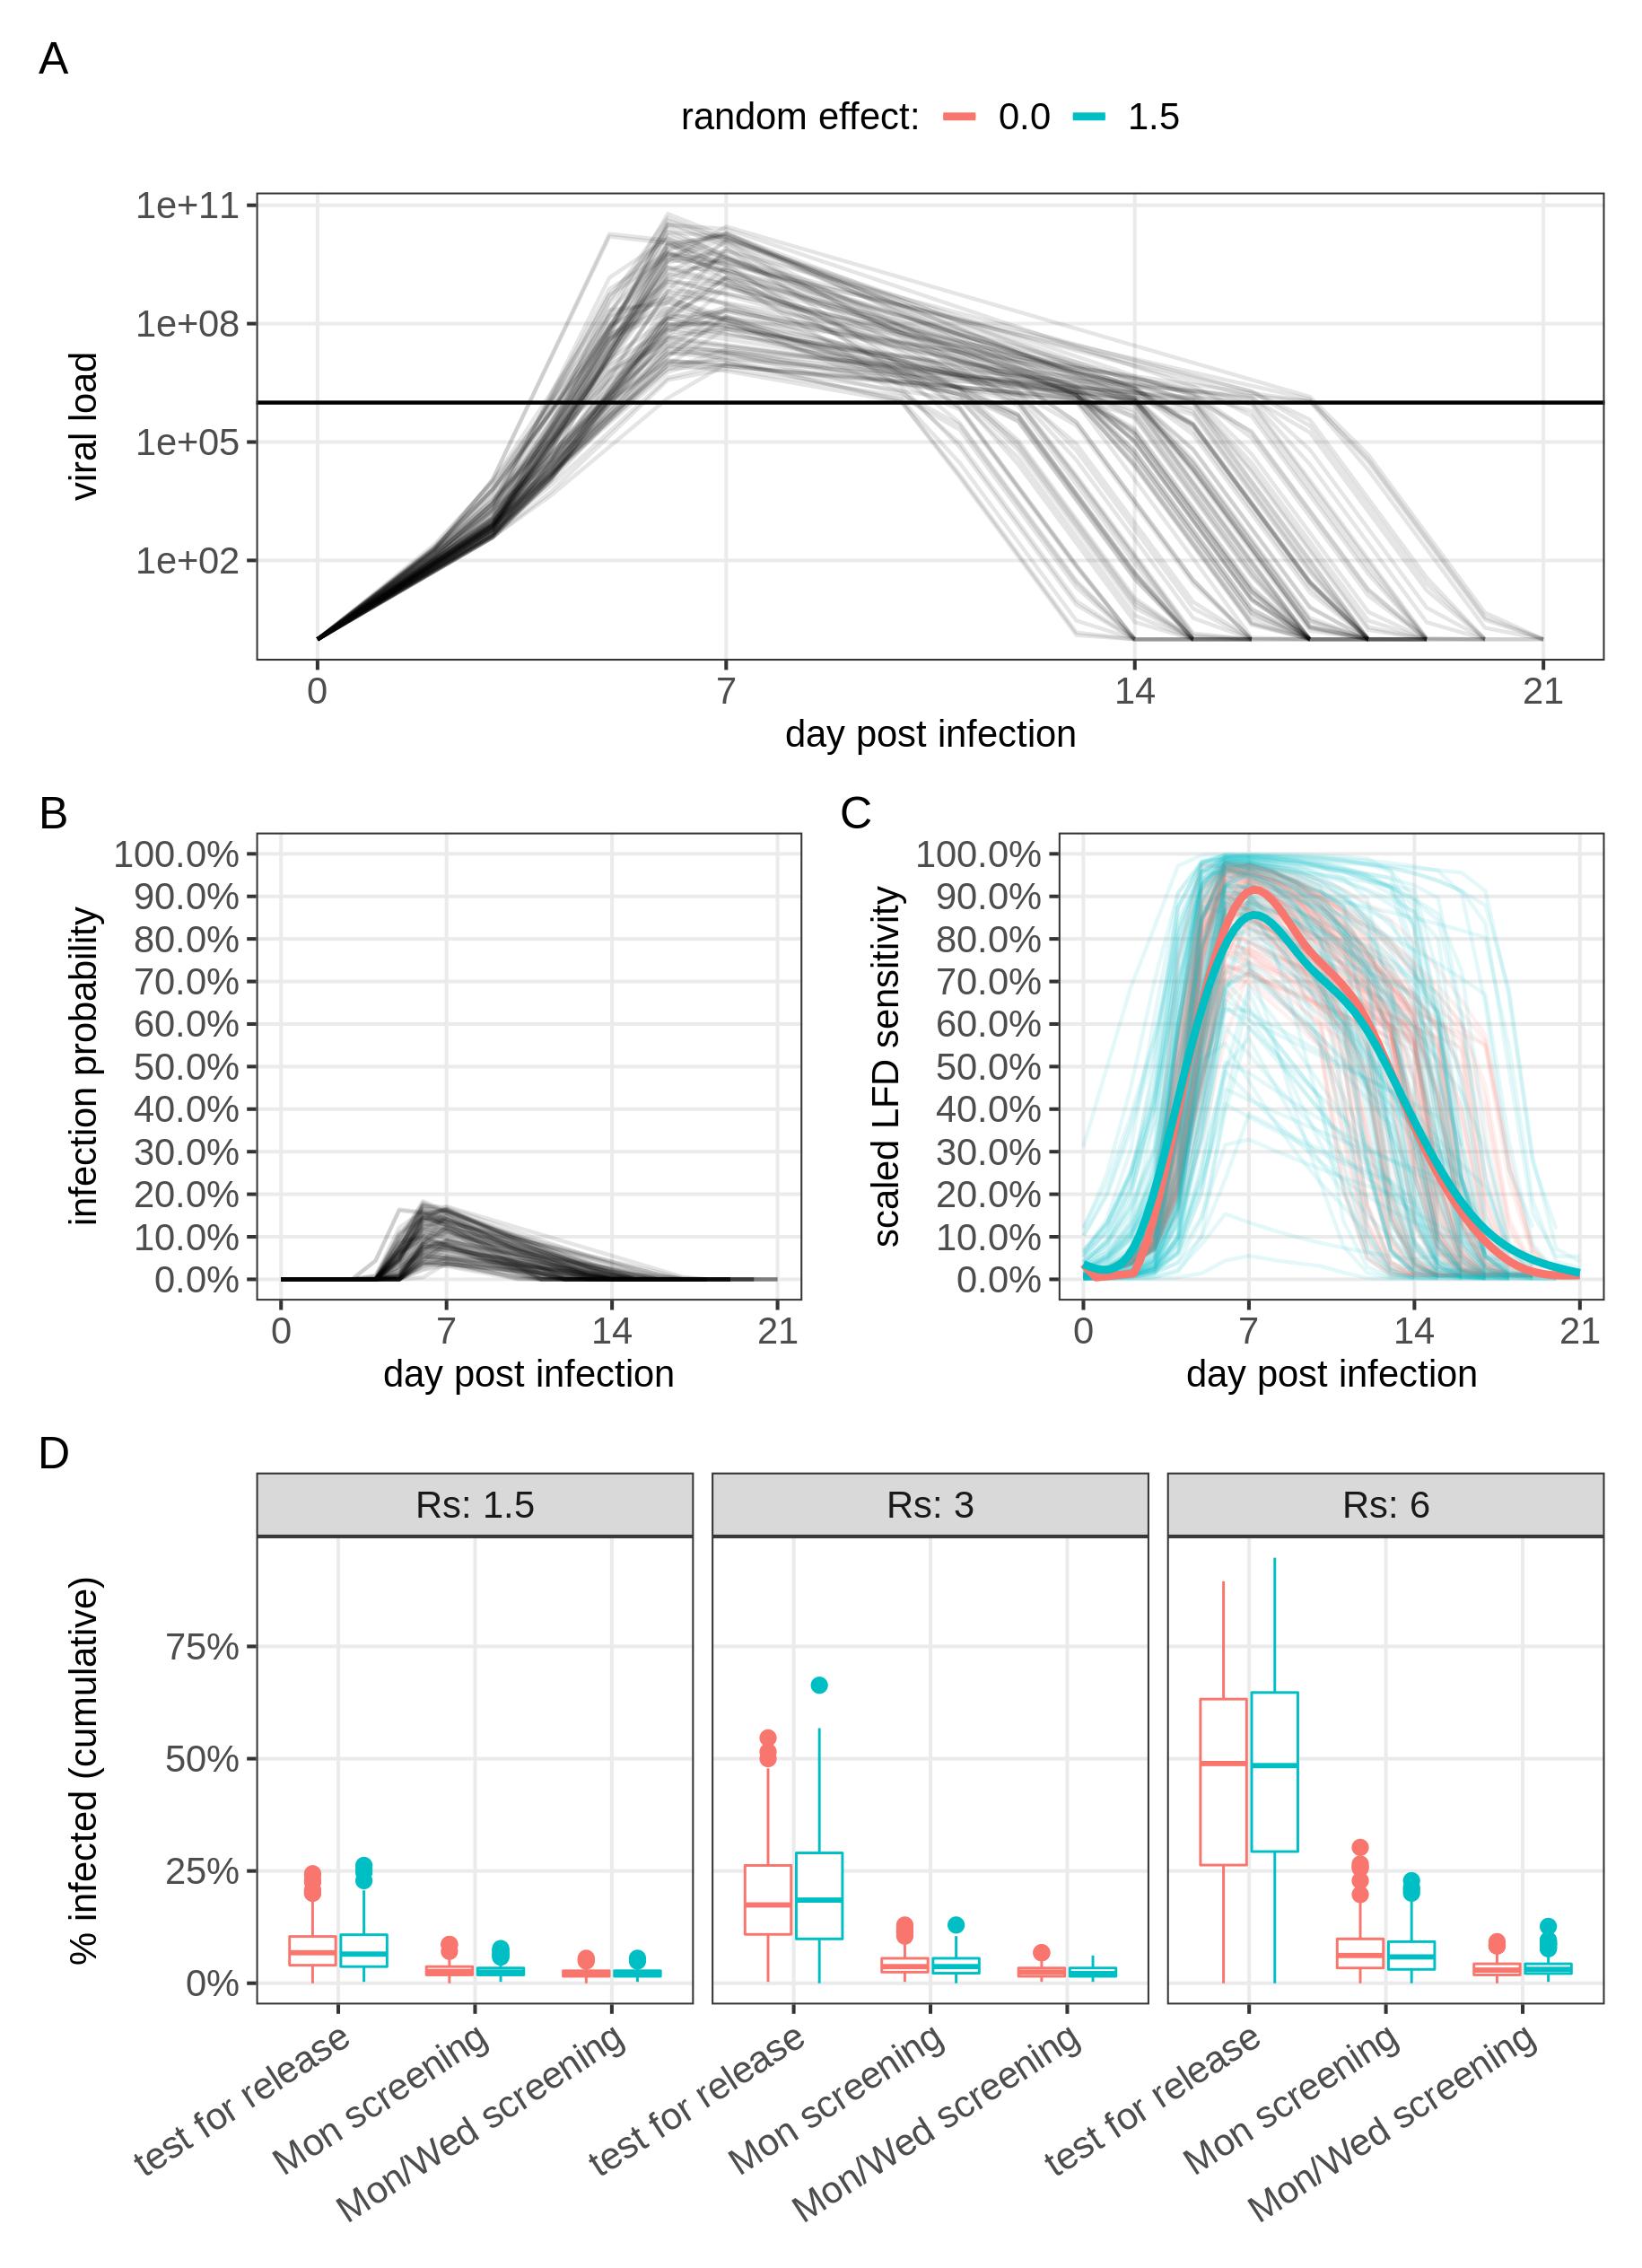 A
random effect: 0.0 1.5
1e+11
1e+08
1e+05
1e+02
viral load
0 7 14 21
day post infection
B
100.0%
90.0%
80.0%
70.0%
60.0%
50.0%
40.0%
30.0%
20.0%
10.0%
0.0%
infection probability
0 7 14 21
day post infection
C
100.0%
90.0%
80.0%
70.0%
60.0%
50.0%
40.0%
30.0%
20.0%
10.0%
0.0%
scaled LFD sensitivity
0 7 14 21
day post infection
D
Rs: 1.5 Rs: 3 Rs: 6
75%
50%
25%
0%
% infected (cumulative)
test for release
Mon screening
Mon/Wed screening
test for release
Mon screening
Mon/Wed screening
test for release
Mon screening
Mon/Wed screening